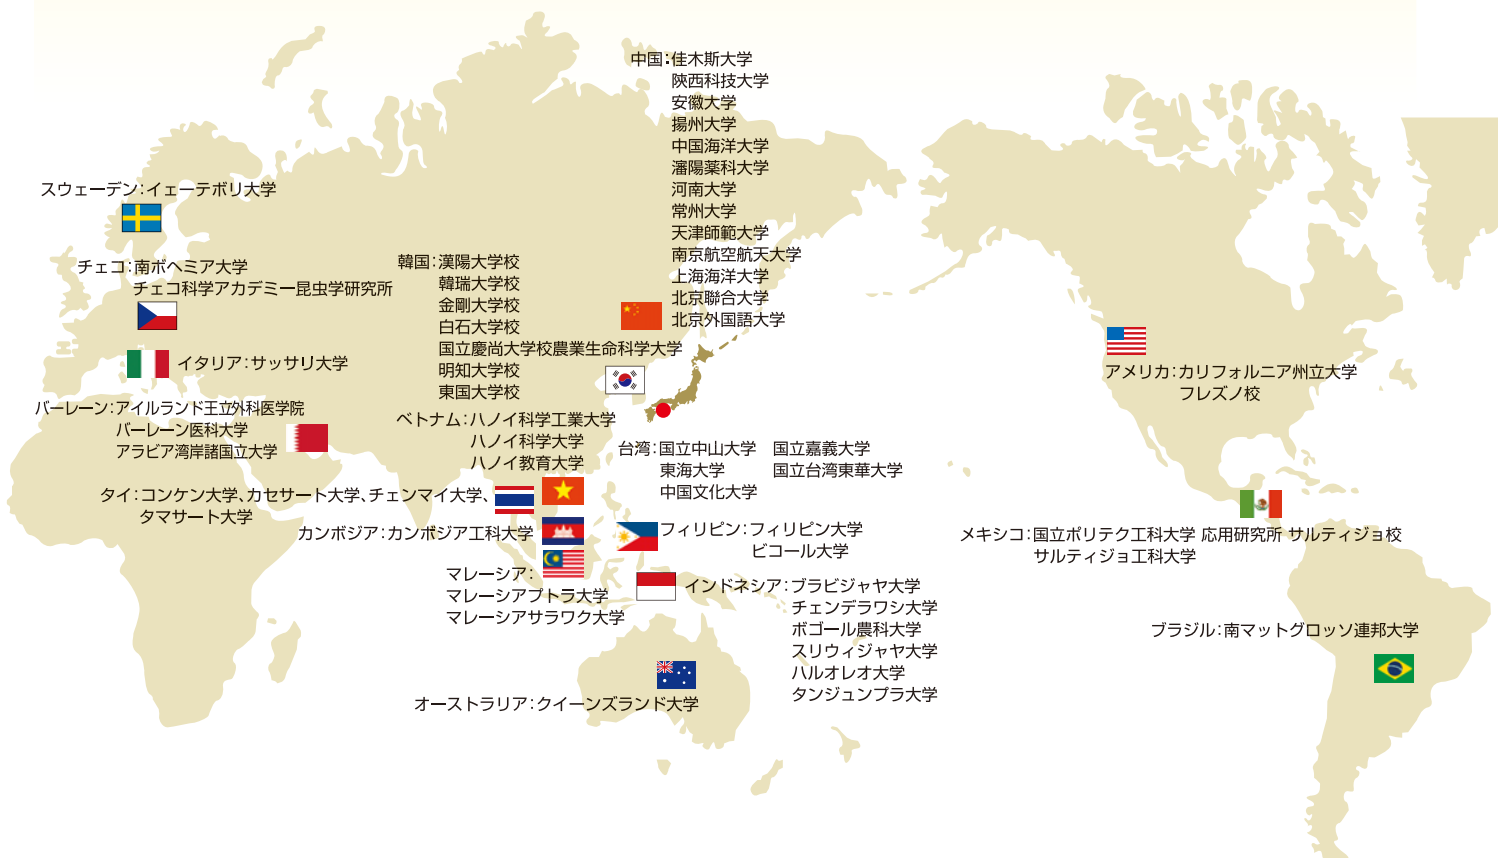 中国：佳木斯大学
陝西科技大学
安徽大学
揚州大学
中国海洋大学
瀋陽薬科大学
河南大学
常州大学
天津師範大学
南京航空航天大学
上海海洋大学
北京聯合大学
北京外国語大学
スウェーデン：イェーテボリ大学
チェコ：南ボヘミア大学
チェコ科学アカデミー昆虫学研究所
イタリア：サッサリ大学
バーレーン：アイルランド王立外科医学院
バーレーン医科大学
アラビア湾岸諸国立大学
韓国：漢陽大学校
韓瑞大学校
金剛大学校
白石大学校
国立慶尚大学校農業生命科学大学
明知大学校
東国大学校
ベトナム：ハノイ科学工業大学
ハノイ科学大学
ハノイ教育大学
台湾：国立中山大学　国立嘉義大学
東海大学　国立台湾東華大学
中国文化大学
タイ：コンケン大学、カセサート大学、チェンマイ大学、
タマサート大学
カンボジア：カンボジア工科大学
フィリピン：フィリピン大学
ビコール大学
マレーシア：
マレーシアプトラ大学
マレーシアサラワク大学
インドネシア：ブラビジャヤ大学
チェンデラワシ大学
ボゴール農科大学
スリウィジャヤ大学
ハルオレオ大学
タンジュンプラ大学
オーストラリア：クイーンズランド大学
アメリカ：カリフォルニア州立大学
フレズノ校
メキシコ：国立ポリテク工科大学 応用研究所 サルティジョ校
サルティジョ工科大学
ブラジル：南マットグロッソ連邦大学